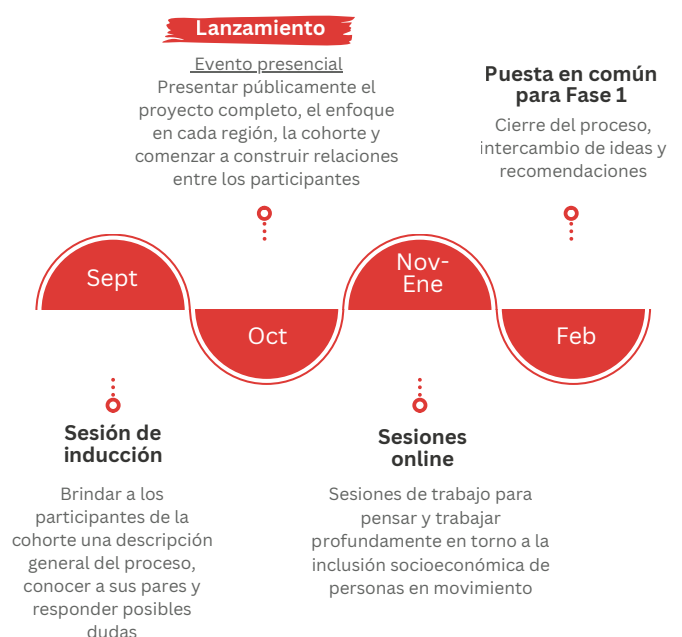 Lanzamiento
Evento presencial
Presentar públicamente el
proyecto completo, el enfoque
en cada región, la cohorte y
comenzar a construir relaciones
entre los participantes
Puesta en común
para Fase 1
Cierre del proceso,
intercambio de ideas y
recomendaciones
Sept
Oct
Nov-
Ene
Feb
Sesión de
inducción
Brindar a los
participantes de la
cohorte una descripción
general del proceso,
conocer a sus pares y
responder posibles
dudas
Sesiones
online
Sesiones de trabajo para
pensar y trabajar
profundamente en torno a la
inclusión socioeconómica de
personas en movimiento